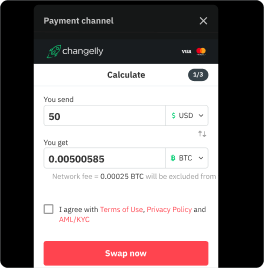 Payment channel
changelly
VISA
Calculate
1/3
You send
50
$ USD
You get
0.00500585
฿ BTC
Network fee = 0.00025 BTC will be excluded from
I agree with Terms of Use, Privacy Policy and
AML/KYC
Swap now